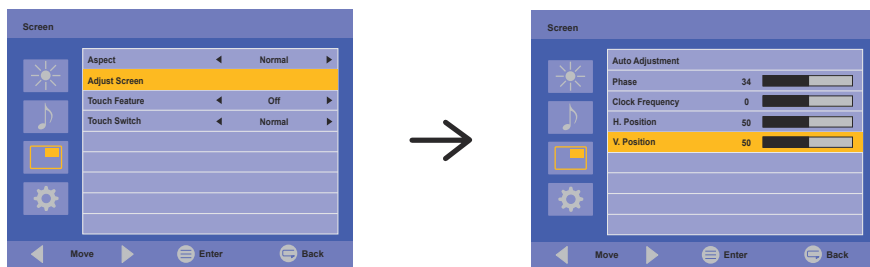 Screen
Aspect Normal
Adjust Screen
Touch Feature Off
Touch Switch Normal
Move Enter Back
Screen
Auto Adjustment
Phase 34
Clock Frequency 0
H. Position 50
V. Position 50
Move Enter Back